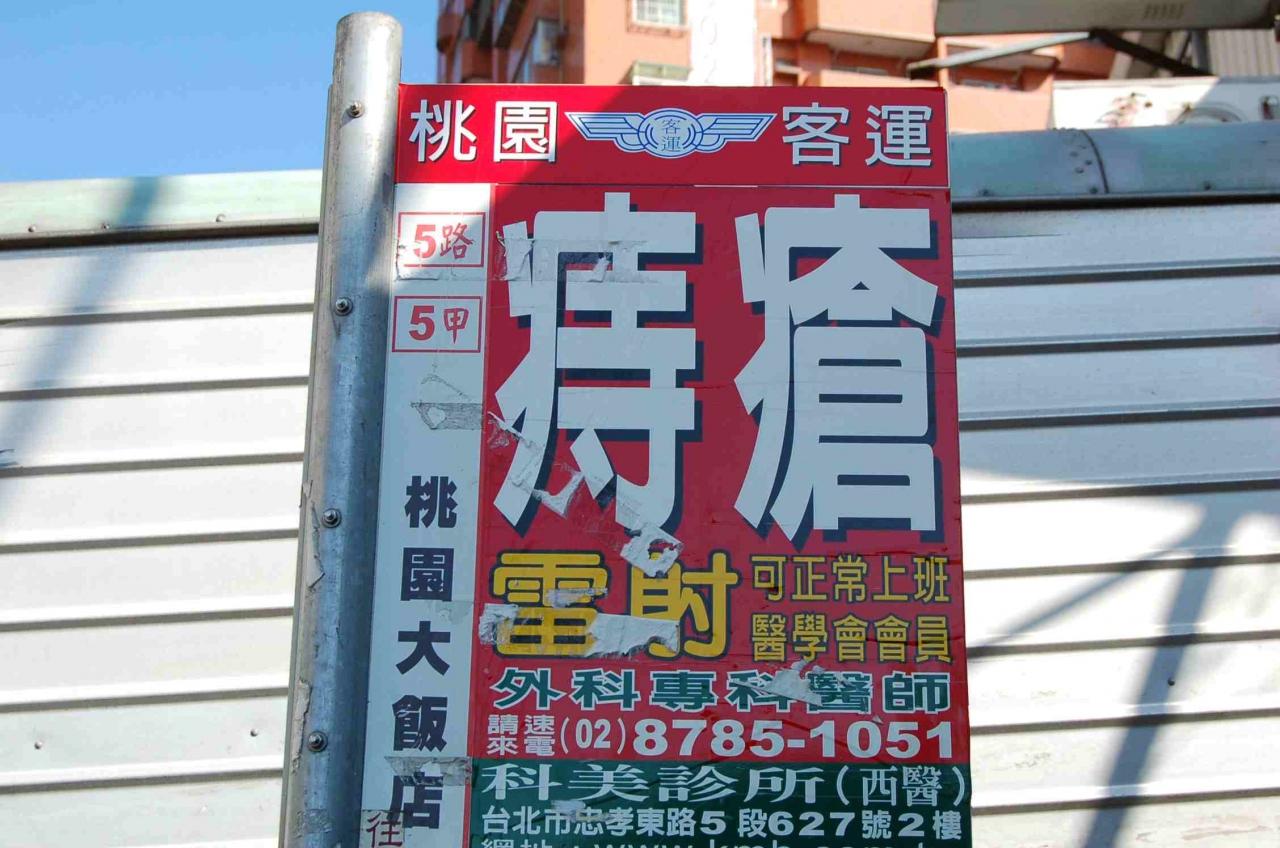 桃園 客運 客運
5路
5甲
桃園大飯店
往
痔瘡
雷射
可正常上班
醫學會會員
外科專科醫師
請速來電(02)8785-1051
科美診所(西醫)
台北市忠孝東路5段627號2樓